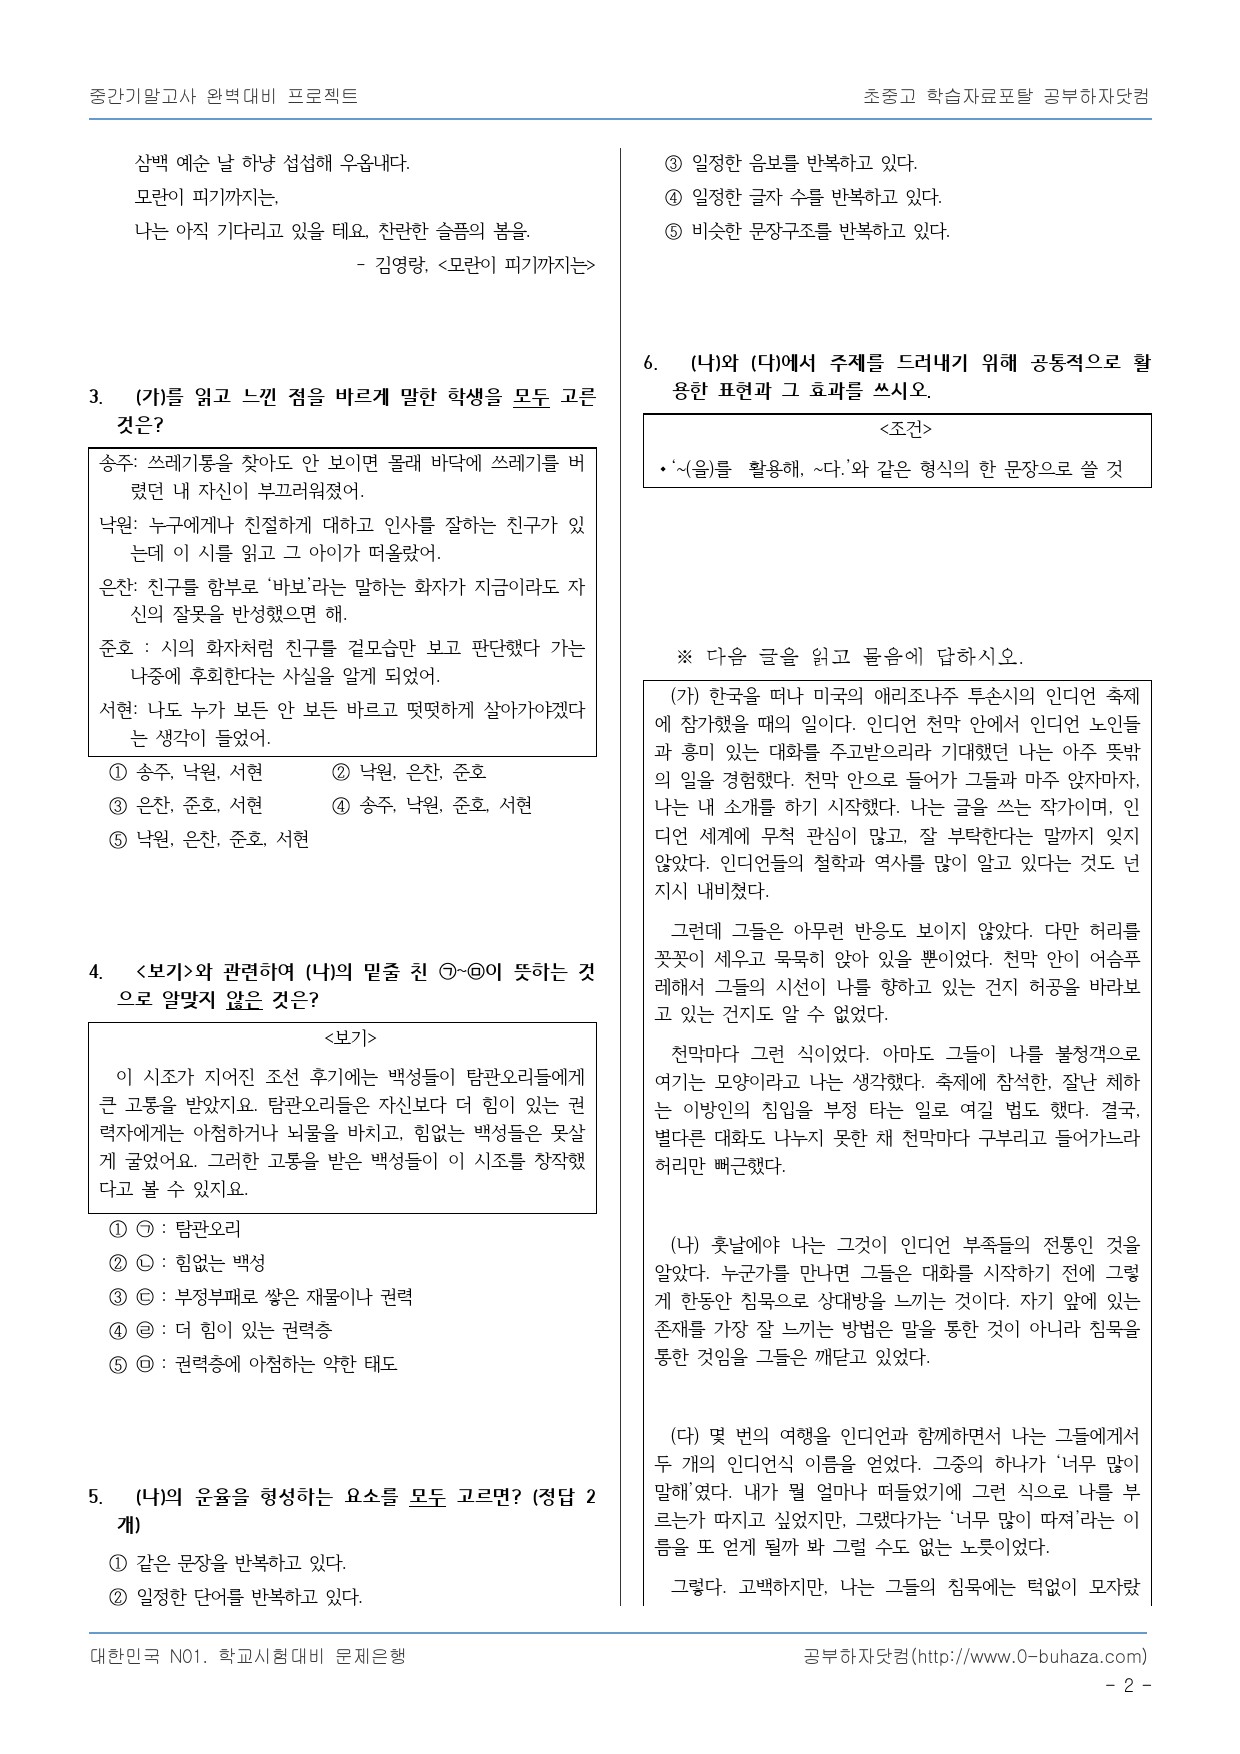 중간기말고사 완벽대비 프로젝트
초중고 학습자료포탈 공부하자닷컴
삼백 예순 날 하냥 섭섭해 우옵내다.
모란이 피기까지는,
나는 아직 기다리고 있을 테요, 찬란한 슬픔의 봄을.
- 김영랑, <모란이 피기까지는>
3. (가)를 읽고 느낀 점을 바르게 말한 학생을 모두 고른
것은?
송주: 쓰레기통을 찾아도 안 보이면 몰래 바닥에 쓰레기를 버
렸던 내 자신이 부끄러워졌어.
낙원: 누구에게나 친절하게 대하고 인사를 잘하는 친구가 있
는데 이 시를 읽고 그 아이가 떠올랐어.
은찬: 친구를 함부로 ‘바보’라는 말하는 화자가 지금이라도 자
신의 잘못을 반성했으면 해.
준호 : 시의 화자처럼 친구를 겉모습만 보고 판단했다 가는
나중에 후회한다는 사실을 알게 되었어.
서현: 나도 누가 보든 안 보든 바르고 떳떳하게 살아가야겠다
는 생각이 들었어.
① 송주, 낙원, 서현 ② 낙원, 은찬, 준호
③ 은찬, 준호, 서현 ④ 송주, 낙원, 준호, 서현
⑤ 낙원, 은찬, 준호, 서현
4. <보기>와 관련하여 (나)의 밑줄 친 ㉠~㉤이 뜻하는 것
으로 알맞지 않은 것은?
<보기>
이 시조가 지어진 조선 후기에는 백성들이 탐관오리들에게
큰 고통을 받았지요. 탐관오리들은 자신보다 더 힘이 있는 권
력자에게는 아첨하거나 뇌물을 바치고, 힘없는 백성들은 못살
게 굴었어요. 그러한 고통을 받은 백성들이 이 시조를 창작했
다고 볼 수 있지요.
① ㉠ : 탐관오리
② ㉡ : 힘없는 백성
③ ㉢ : 부정부패로 쌓은 재물이나 권력
④ ㉣ : 더 힘이 있는 권력층
⑤ ㉤ : 권력층에 아첨하는 약한 태도
5. (나)의 운율을 형성하는 요소를 모두 고르면? (정답 2
개)
① 같은 문장을 반복하고 있다.
② 일정한 단어를 반복하고 있다.
③ 일정한 음보를 반복하고 있다.
④ 일정한 글자 수를 반복하고 있다.
⑤ 비슷한 문장구조를 반복하고 있다.
6. (나)와 (다)에서 주제를 드러내기 위해 공통적으로 활
용한 표현과 그 효과를 쓰시오.
<조건>
• ‘~(을)를 활용해, ~다.’와 같은 형식의 한 문장으로 쓸 것
※ 다음 글을 읽고 물음에 답하시오.
(가) 한국을 떠나 미국의 애리조나주 투손시의 인디언 축제
에 참가했을 때의 일이다. 인디언 천막 안에서 인디언 노인들
과 흥미 있는 대화를 주고받으리라 기대했던 나는 아주 뜻밖
의 일을 경험했다. 천막 안으로 들어가 그들과 마주 앉자마자,
나는 내 소개를 하기 시작했다. 나는 글을 쓰는 작가이며, 인
디언 세계에 무척 관심이 많고, 잘 부탁한다는 말까지 잊지
않았다. 인디언들의 철학과 역사를 많이 알고 있다는 것도 넌
지시 내비쳤다.
그런데 그들은 아무런 반응도 보이지 않았다. 다만 허리를
꼿꼿이 세우고 묵묵히 앉아 있을 뿐이었다. 천막 안이 어슴푸
레해서 그들의 시선이 나를 향하고 있는 건지 허공을 바라보
고 있는 건지도 알 수 없었다.
천막마다 그런 식이었다. 아마도 그들이 나를 불청객으로
여기는 모양이라고 나는 생각했다. 축제에 참석한, 잘난 체하
는 이방인의 침입을 부정 타는 일로 여길 법도 했다. 결국,
별다른 대화도 나누지 못한 채 천막마다 구부리고 들어가느라
허리만 뻐근했다.
(나) 훗날에야 나는 그것이 인디언 부족들의 전통인 것을
알았다. 누군가를 만나면 그들은 대화를 시작하기 전에 그렇
게 한동안 침묵으로 상대방을 느끼는 것이다. 자기 앞에 있는
존재를 가장 잘 느끼는 방법은 말을 통한 것이 아니라 침묵을
통한 것임을 그들은 깨닫고 있었다.
(다) 몇 번의 여행을 인디언과 함께하면서 나는 그들에게서
두 개의 인디언식 이름을 얻었다. 그중의 하나가 ‘너무 많이
말해’였다. 내가 뭘 얼마나 떠들었기에 그런 식으로 나를 부
르는가 따지고 싶었지만, 그랬다가는 ‘너무 많이 따져’라는 이
름을 또 얻게 될까 봐 그럴 수도 없는 노릇이었다.
그렇다. 고백하지만, 나는 그들의 침묵에는 턱없이 모자랐
대한민국 N01. 학교시험대비 문제은행
공부하자닷컴(http://www.0-buhaza.com)
- 2 -